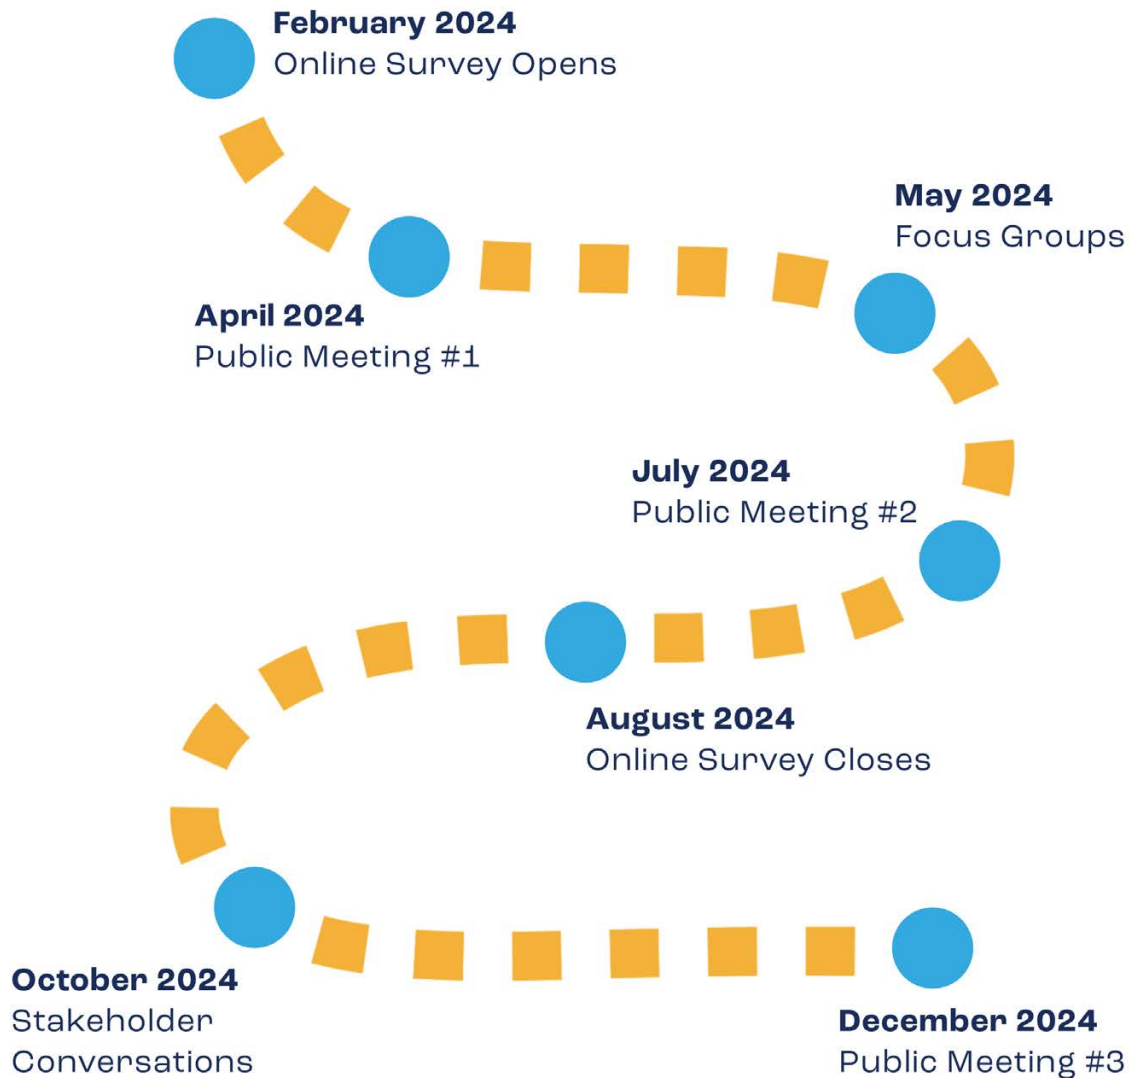 February 2024
Online Survey Opens
April 2024
Public Meeting #1
May 2024
Focus Groups
July 2024
Public Meeting #2
August 2024
Online Survey Closes
October 2024
Stakeholder
Conversations
December 2024
Public Meeting #3